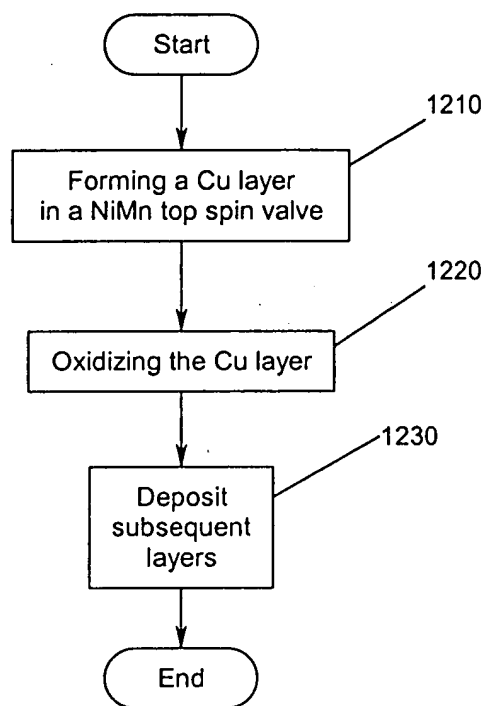 Start
1210
Forming a Cu layer
in a NiMn top spin valve
1220
Oxidizing the Cu layer
1230
Deposit
subsequent
layers
End